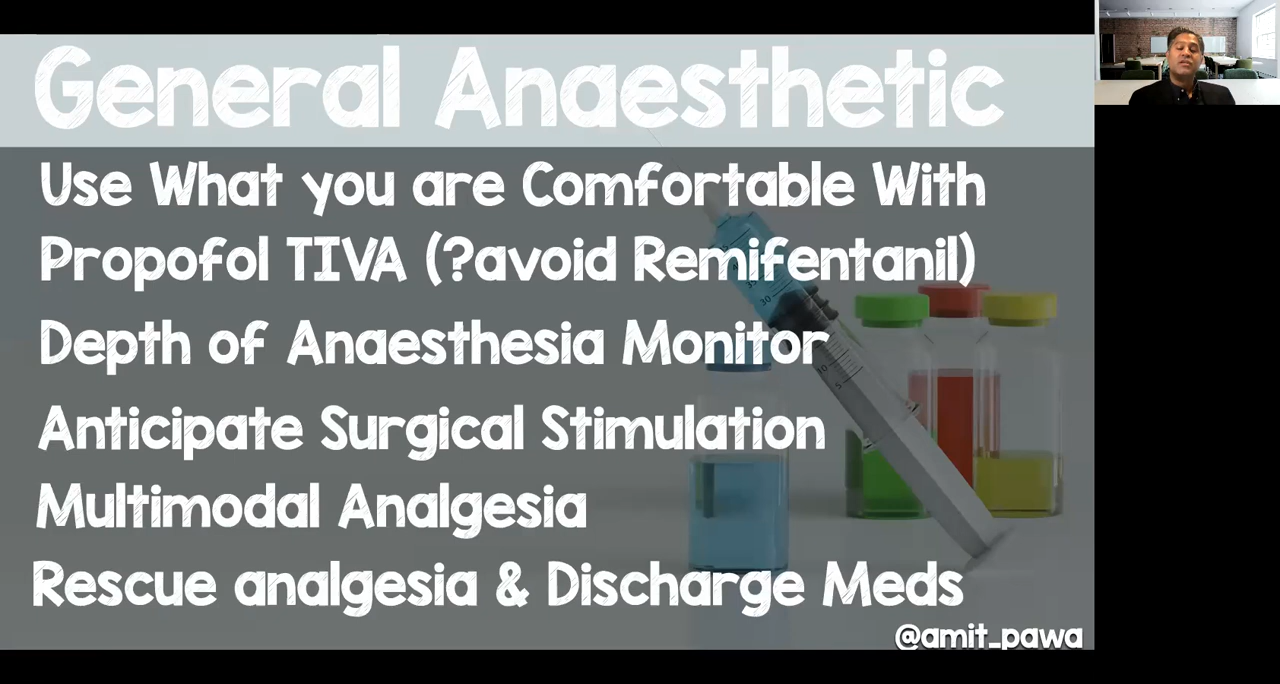 General Anaesthetic
Use What you are Comfortable With
Propofol TIVA (?avoid Remifentanil)
Depth of Anaesthesia Monitor
Anticipate Surgical Stimulation
Multimodal Analgesia
Rescue analgesia & Discharge Meds
@amit_pawa